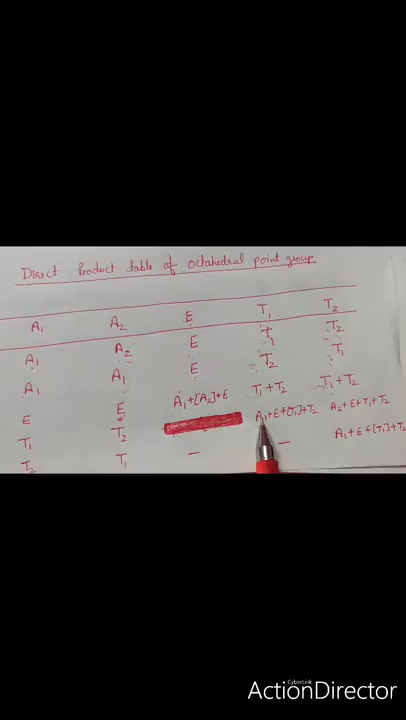 Direct Product table of octahedral point group
A₁ A₂ E T₁ T₂
A₁ A₂ E T₁ T₂
A₁ A₁ E T₂ T₁
E E A₁+[A₂]+E T₁+T₂ T₁+T₂
T₁ T₂ A₁+E+[T₁]+T₂ A₂+E+T₁+T₂
T₂ T₁ – – A₁+E+[T₁]+T₂
CyberLink
ActionDirector